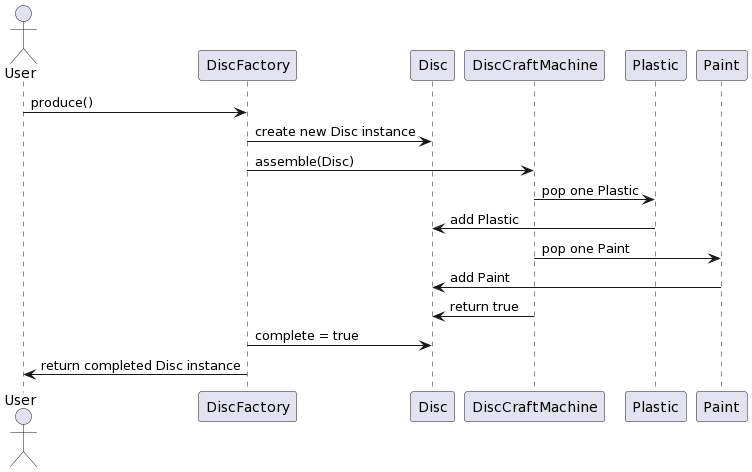 User
DiscFactory
Disc
DiscCraftMachine
Plastic
Paint
produce()
create new Disc instance
assemble(Disc)
pop one Plastic
add Plastic
pop one Paint
add Paint
return true
complete = true
return completed Disc instance
User
DiscFactory
Disc
DiscCraftMachine
Plastic
Paint